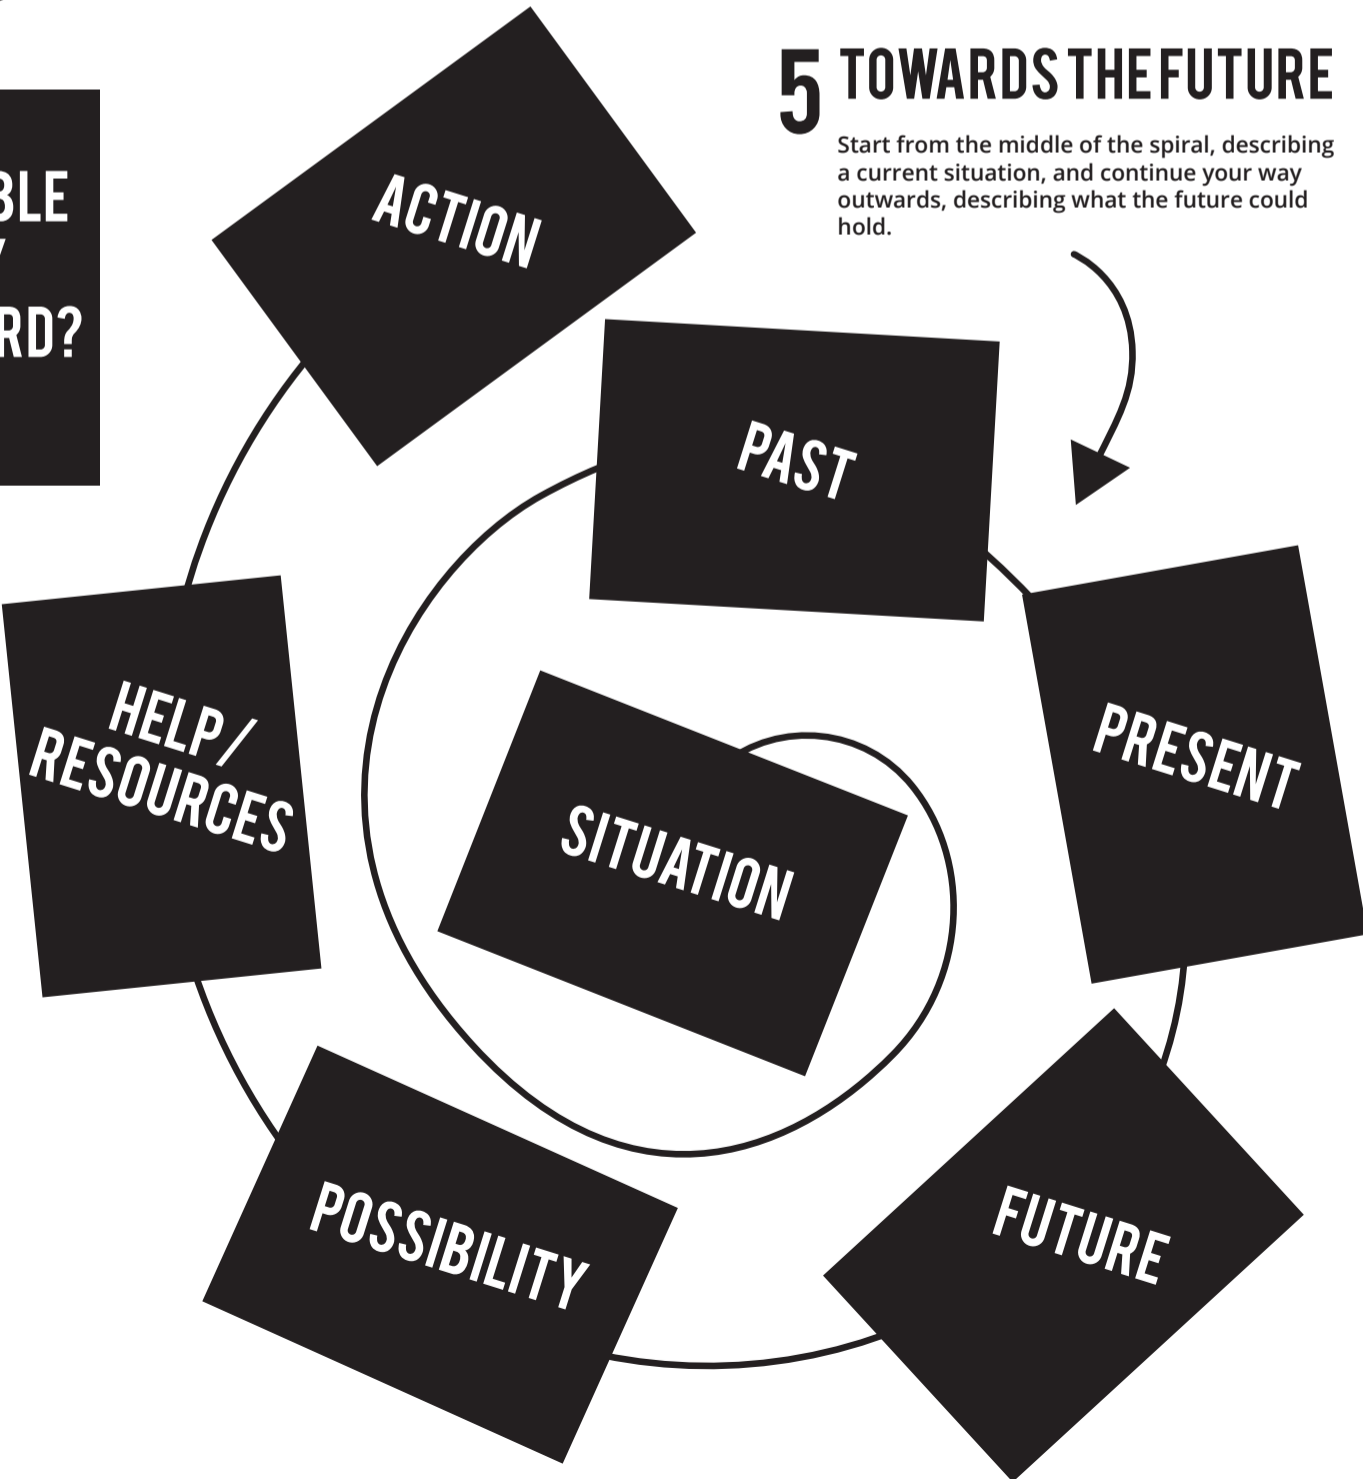 5 TOWARDS THE FUTURE
Start from the middle of the spiral, describing
a current situation, and continue your way
outwards, describing what the future could
hold.
ACTION
PAST
PRESENT
HELP/
RESOURCES
SITUATION
POSSIBILITY
FUTURE